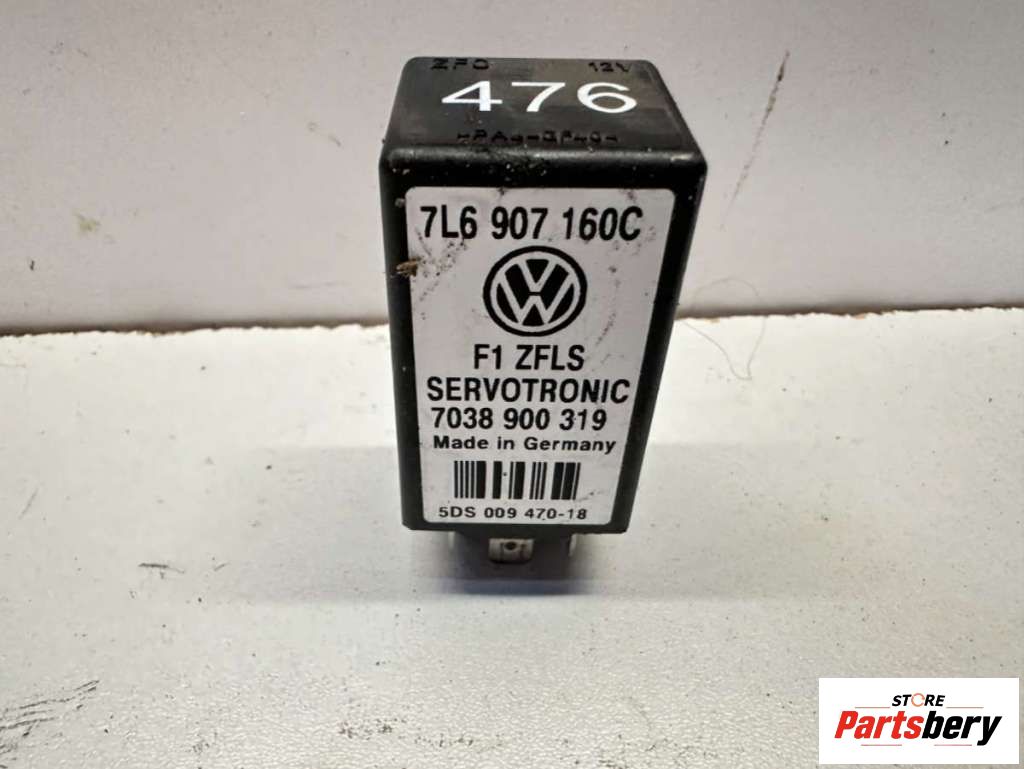 ZFO 12V
476
7L6 907 160C
F1 ZFLS
SERVOTRONIC
7038 900 319
Made in Germany
5DS 009 470-18
STORE
Partsbery